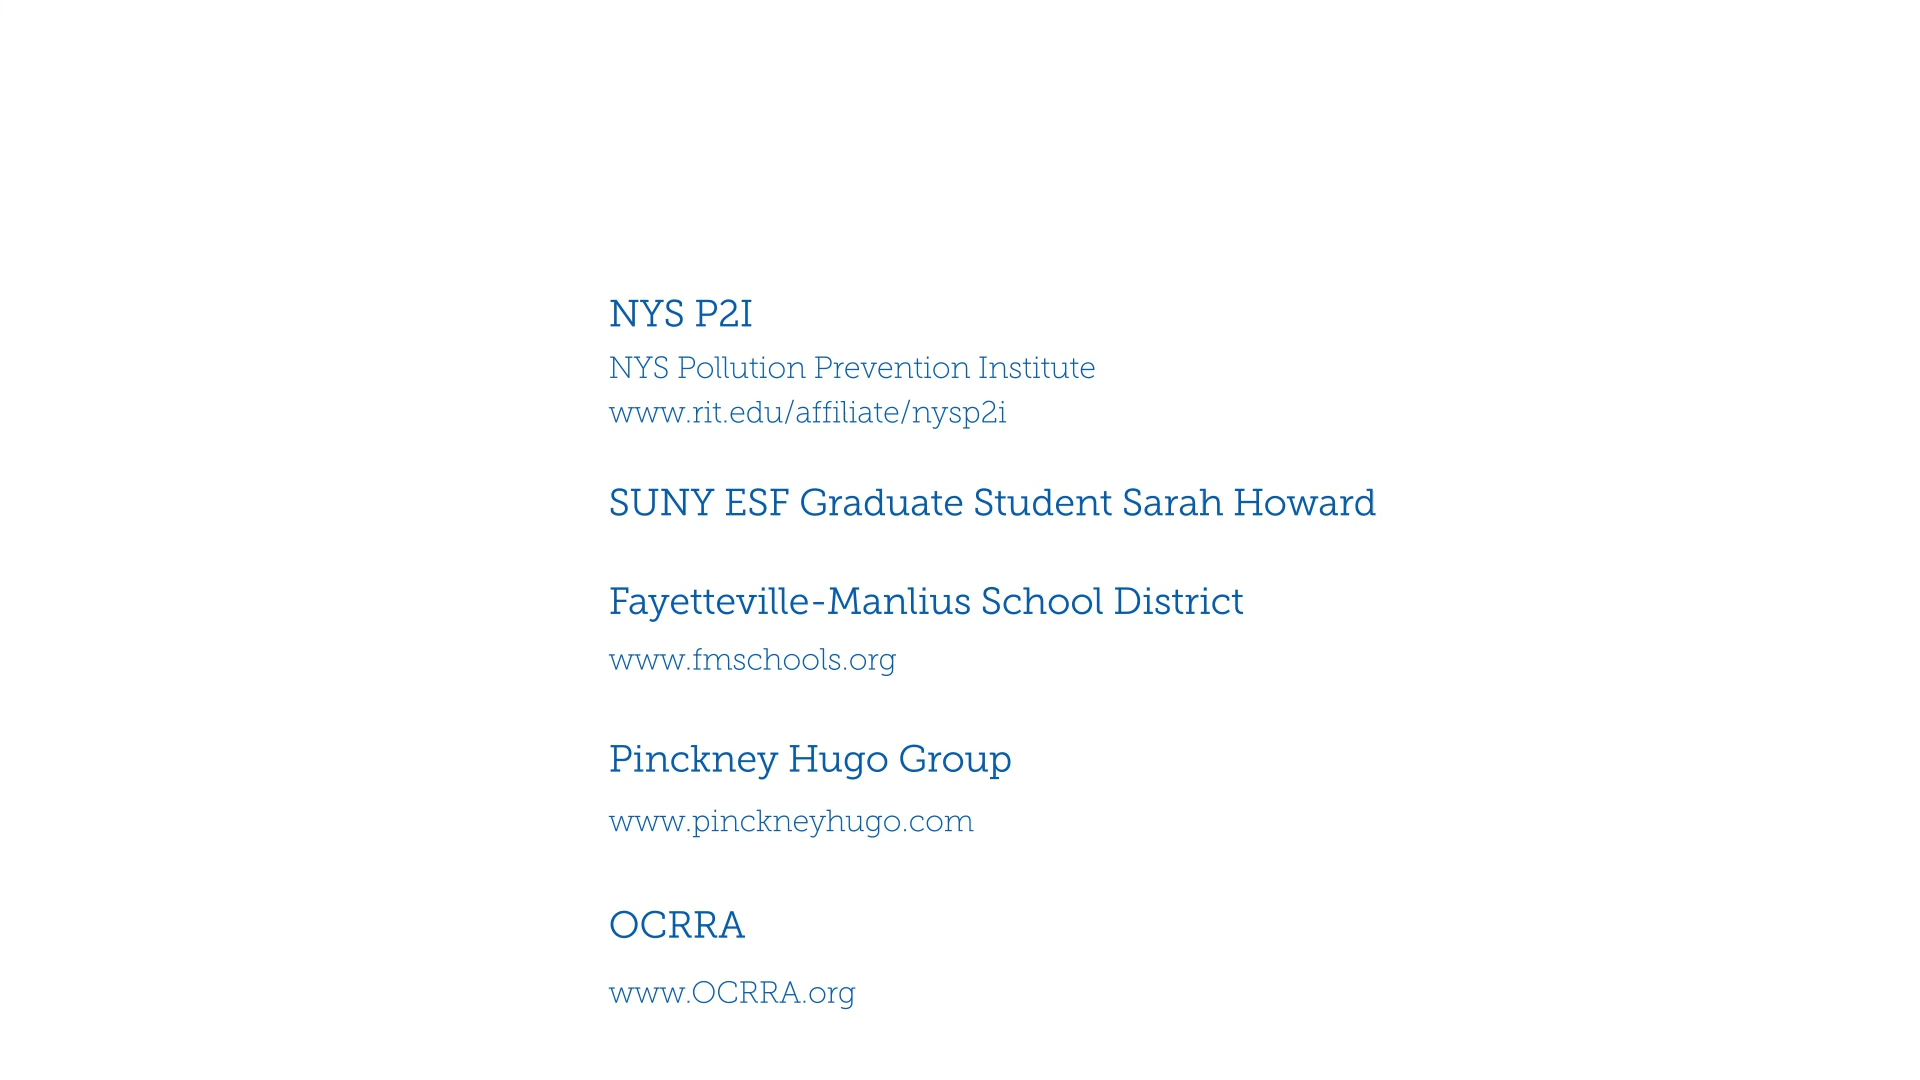 NYS P2I
NYS Pollution Prevention Institute
www.rit.edu/affiliate/nysp2i
SUNY ESF Graduate Student Sarah Howard
Fayetteville-Manlius School District
www.fmschools.org
Pinckney Hugo Group
www.pinckneyhugo.com
OCRRA
www.OCRRA.org